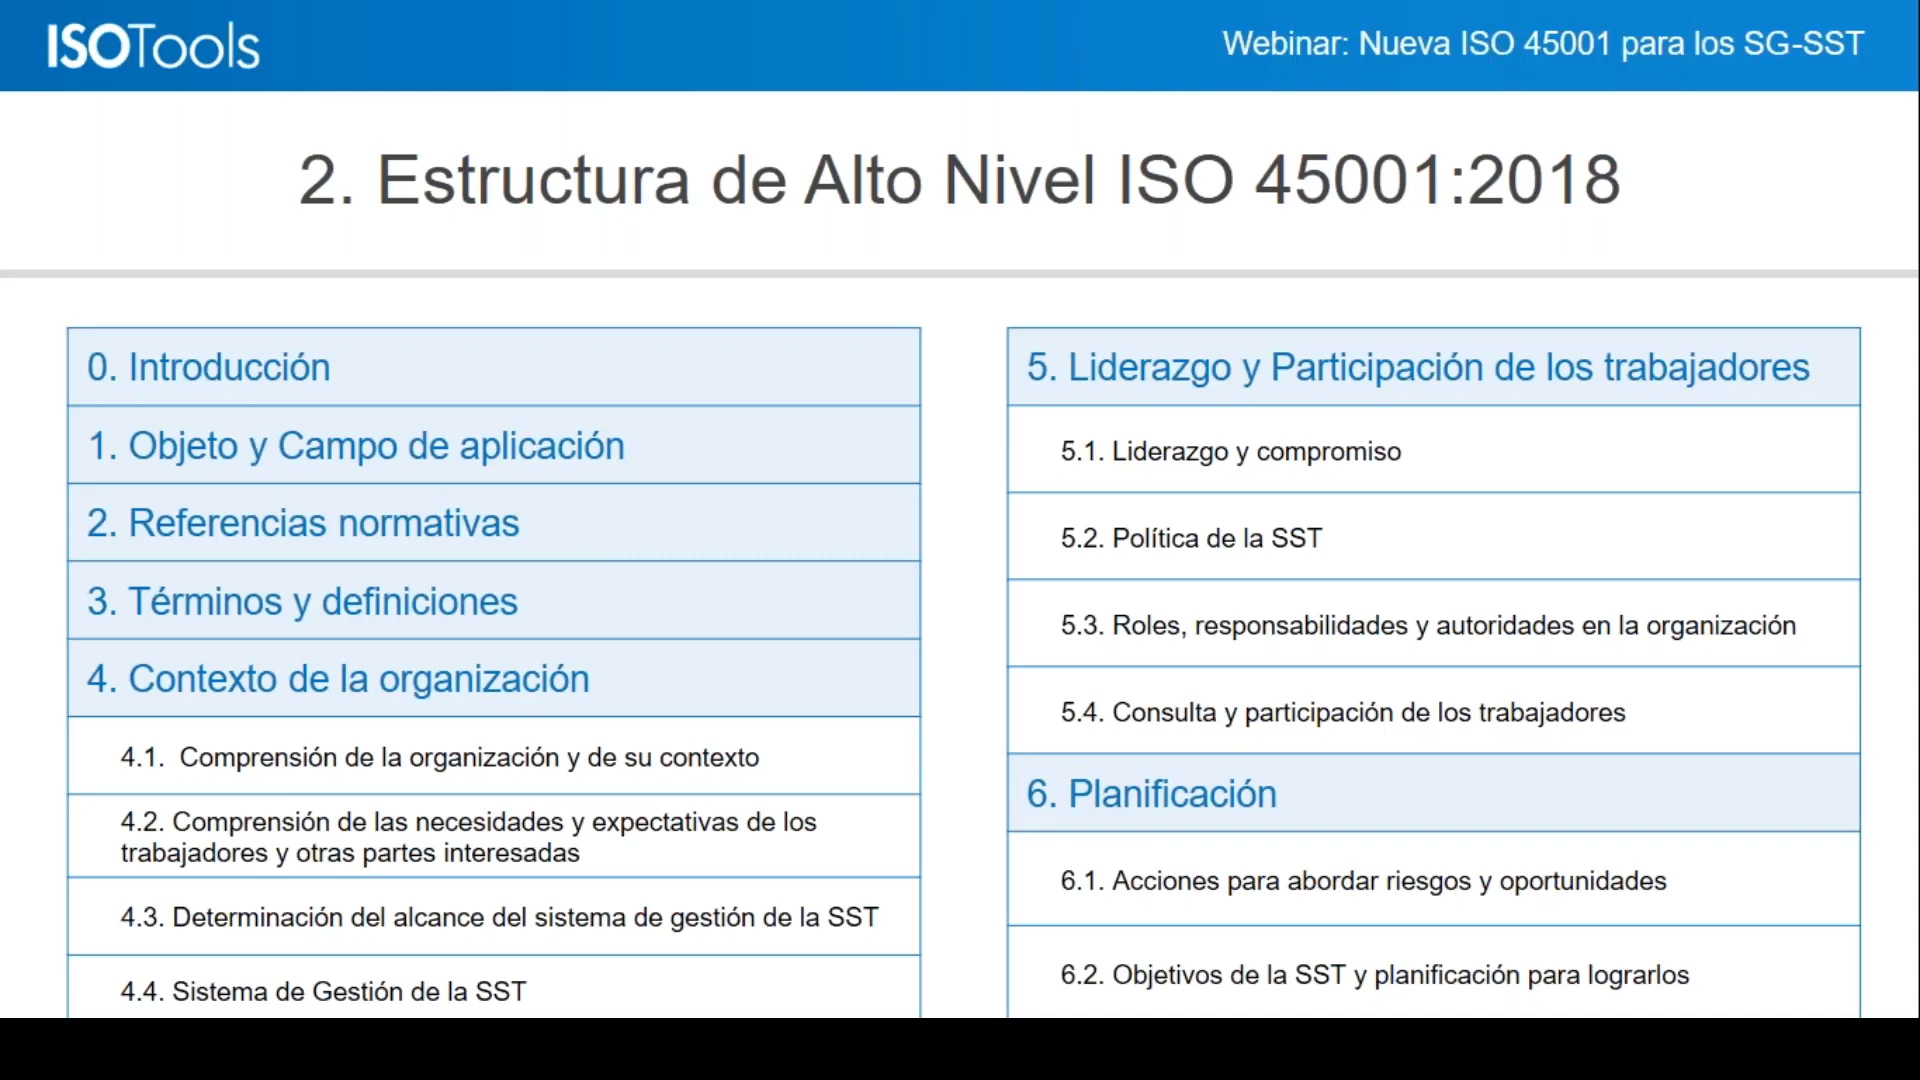 ISOTools
Webinar: Nueva ISO 45001 para los SG-SST
2. Estructura de Alto Nivel ISO 45001:2018
0. Introducción
1. Objeto y Campo de aplicación
2. Referencias normativas
3. Términos y definiciones
4. Contexto de la organización
4.1. Comprensión de la organización y de su contexto
4.2. Comprensión de las necesidades y expectativas de los
trabajadores y otras partes interesadas
4.3. Determinación del alcance del sistema de gestión de la SST
4.4. Sistema de Gestión de la SST
5. Liderazgo y Participación de los trabajadores
5.1. Liderazgo y compromiso
5.2. Política de la SST
5.3. Roles, responsabilidades y autoridades en la organización
5.4. Consulta y participación de los trabajadores
6. Planificación
6.1. Acciones para abordar riesgos y oportunidades
6.2. Objetivos de la SST y planificación para lograrlos